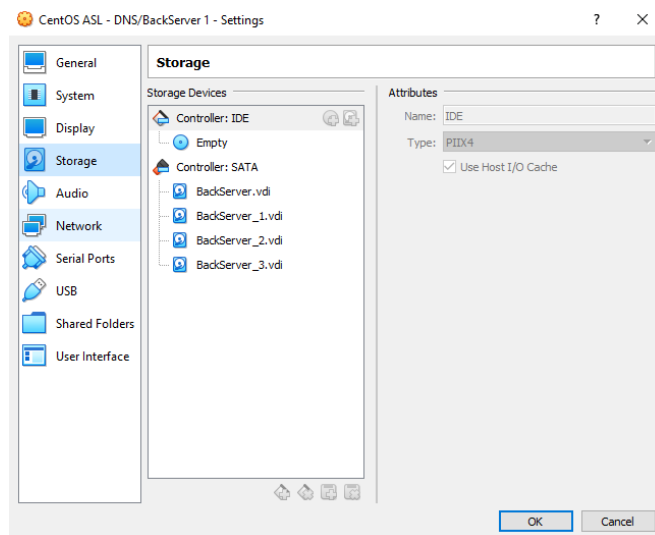 CentOS ASL - DNS/BackServer 1 - Settings
?
General
System
Display
Storage
Audio
Network
Serial Ports
USB
Shared Folders
User Interface
Storage
Storage Devices
Controller: IDE
Empty
Controller: SATA
BackServer.vdi
BackServer_1.vdi
BackServer_2.vdi
BackServer_3.vdi
Attributes
Name: IDE
Type: PIIX4
Use Host I/O Cache
OK Cancel